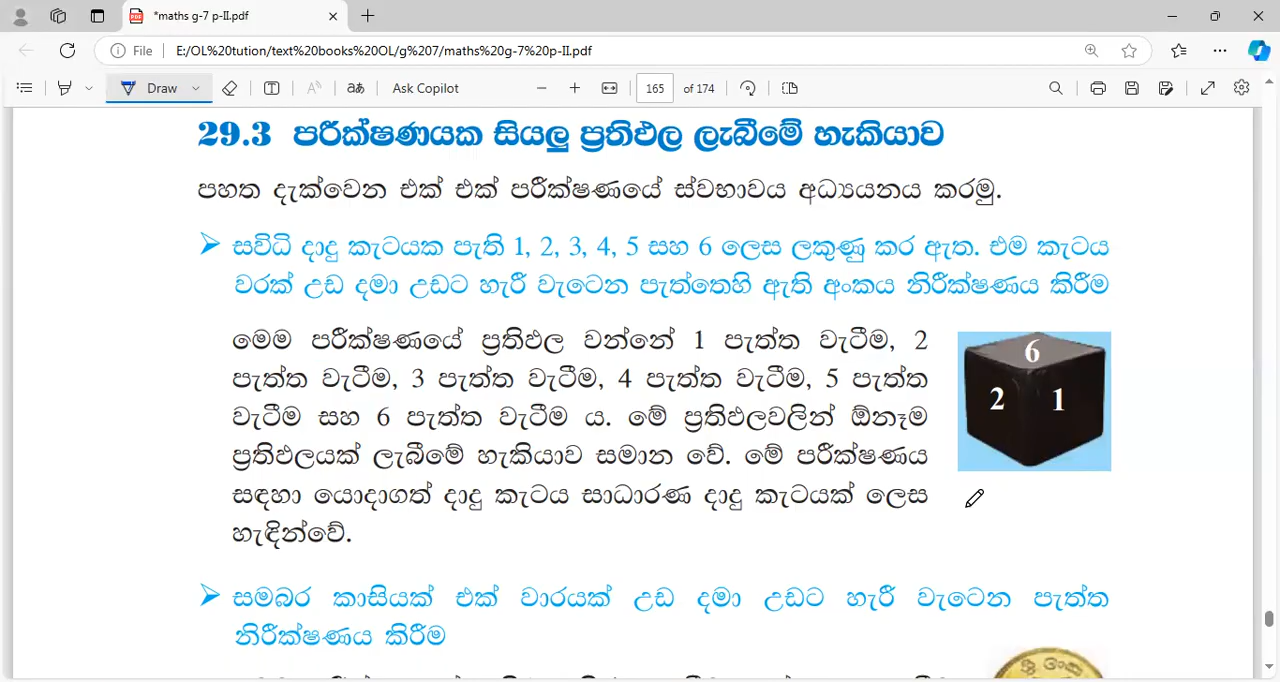 *maths g-7 p-II.pdf
File
E:/OL%20tution/text%20books%20OL/g%207/maths%20g-7%20p-II.pdf
Draw
Ask Copilot
165 of 174
29.3 පරීක්ෂණයක සියලු ප්‍රතිඵල ලැබීමේ හැකියාව
පහත දැක්වෙන එක් එක් පරීක්ෂණයේ ස්වභාවය අධ්‍යයනය කරමු.
➢ සවිධි දාදු කැටයක පැති 1, 2, 3, 4, 5 සහ 6 ලෙස ලකුණු කර ඇත. එම කැටය
වරක් උඩ දමා උඩට හැරී වැටෙන පැත්තෙහි ඇති අංකය නිරීක්ෂණය කිරීම
මෙම පරීක්ෂණයේ ප්‍රතිඵල වන්නේ 1 පැත්ත වැටීම, 2
පැත්ත වැටීම, 3 පැත්ත වැටීම, 4 පැත්ත වැටීම, 5 පැත්ත
වැටීම සහ 6 පැත්ත වැටීම ය. මේ ප්‍රතිඵලවලින් ඕනෑම
ප්‍රතිඵලයක් ලැබීමේ හැකියාව සමාන වේ. මේ පරීක්ෂණය
සඳහා යොදාගත් දාදු කැටය සාධාරණ දාදු කැටයක් ලෙස
හැඳින්වේ.
6
2 1
➢ සමබර කාසියක් එක් වාරයක් උඩ දමා උඩට හැරී වැටෙන පැත්ත
නිරීක්ෂණය කිරීම
ශ්‍රී ලංකා